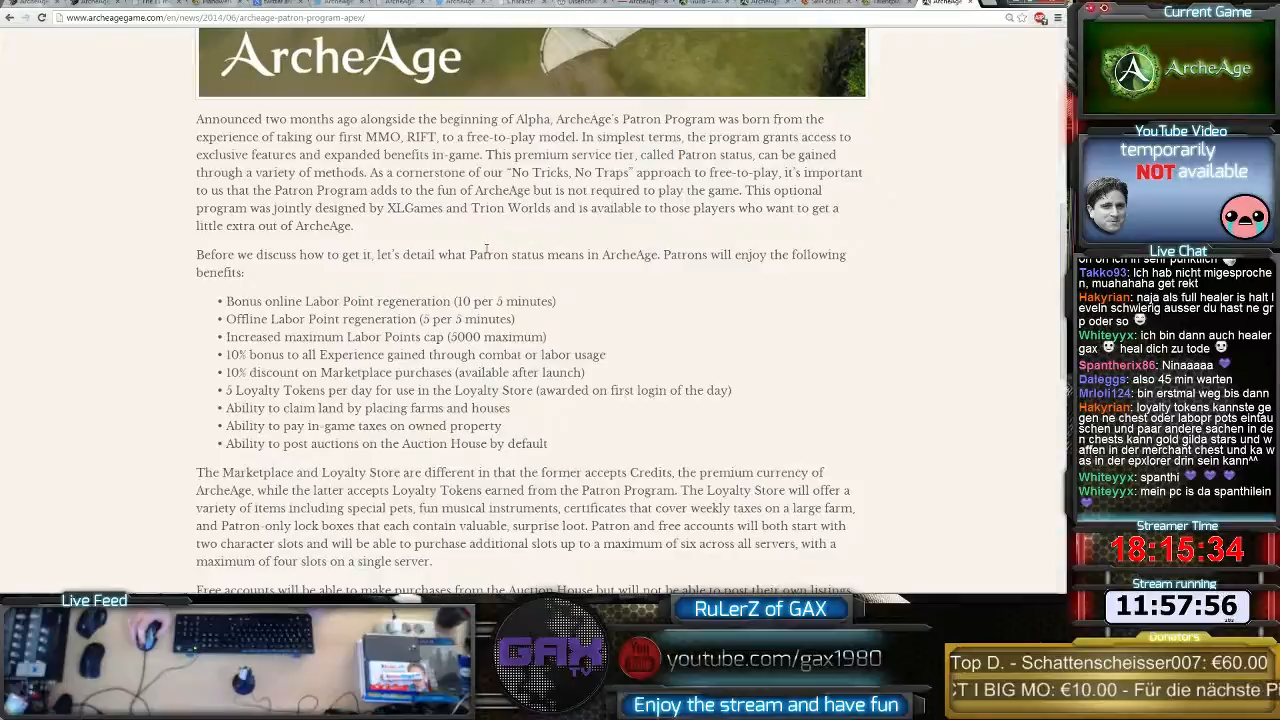 www.archeagegame.com/en/news/2014/06/archeage-patron-program-apex/
ArcheAge
Announced two months ago alongside the beginning of Alpha, ArcheAge's Patron Program was born from the
experience of taking our first MMO, RIFT, to a free-to-play model. In simplest terms, the program grants access to
exclusive features and expanded benefits in-game. This premium service tier, called Patron status, can be gained
through a variety of methods. As a cornerstone of our “No Tricks, No Traps” approach to free-to-play, it's important
to us that the Patron Program adds to the fun of ArcheAge but is not required to play the game. This optional
program was jointly designed by XLGames and Trion Worlds and is available to those players who want to get a
little extra out of ArcheAge.
Before we discuss how to get it, let's detail what Patron status means in ArcheAge. Patrons will enjoy the following
benefits:
• Bonus online Labor Point regeneration (10 per 5 minutes)
• Offline Labor Point regeneration (5 per 5 minutes)
• Increased maximum Labor Points cap (5000 maximum)
• 10% bonus to all Experience gained through combat or labor usage
• 10% discount on Marketplace purchases (available after launch)
• 5 Loyalty Tokens per day for use in the Loyalty Store (awarded on first login of the day)
• Ability to claim land by placing farms and houses
• Ability to pay in-game taxes on owned property
• Ability to post auctions on the Auction House by default
The Marketplace and Loyalty Store are different in that the former accepts Credits, the premium currency of
ArcheAge, while the latter accepts Loyalty Tokens earned from the Patron Program. The Loyalty Store will offer a
variety of items including special pets, fun musical instruments, certificates that cover weekly taxes on a large farm,
and Patron-only lock boxes that each contain valuable, surprise loot. Patron and free accounts will both start with
two character slots and will be able to purchase additional slots up to a maximum of six across all servers, with a
maximum of four slots on a single server.
Free accounts will be able to make purchases from the Auction House but will not be able to post their own listings
Current Game
ArcheAge
YouTube Video
temporarily
NOT available
Live Chat
Takko93: Ich hab nicht migesproche
n, muahahaha get rekt
Hakyrian: naja als full healer is halt l
eveln schwierig ausser du hast ne gr
p oder so
Whiteyyx: ich bin dann auch healer
gax heal dich zu tode
Spantherix86: Ninaaaaa
Daleggs: also 45 min warten
Mrloli124: bin erstmal weg bis dann
Hakyrian: loyalty tokens kannste ge
gen ne chest oder labopr pots eintau
schen und paar andere sachen in de
n chests kann gold gilda stars und w
affen in der merchant chest und ka w
as in der epxlorer drin sein kann^^
Whiteyyx: spanthi
Whiteyyx: mein pc is da spanthilein
Streamer Time
18:15:34
Stream running
11:57:56
Live Feed
GAX
TV
RuLerZ of GAX
youtube.com/gax1980
Enjoy the stream and have fun
Donators
Top D. - Schattenscheisser007: €60.00
CT I BIG MO: €10.00 - Für die nächste P